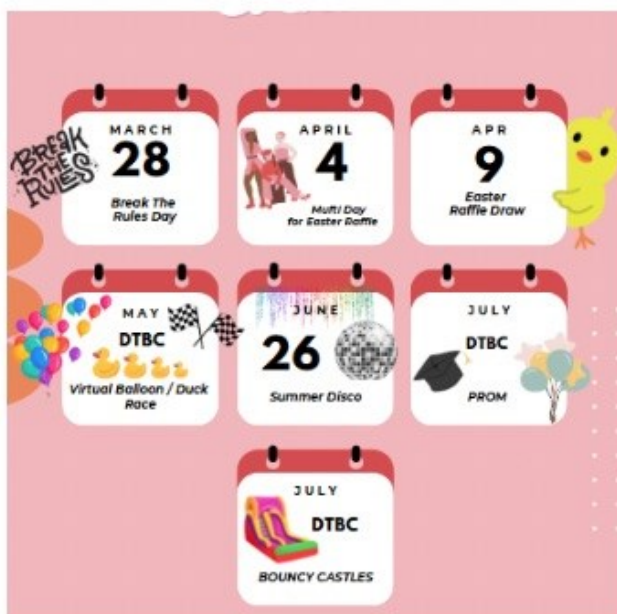 BREAK
THE
RULES
MARCH
28
Break The
Rules Day
APRIL
4
Mufti Day
for Easter Raffle
APR
9
Easter
Raffle Draw
MAY
DTBC
Virtual Balloon / Duck
Race
JUNE
26
Summer Disco
JULY
DTBC
PROM
JULY
DTBC
BOUNCY CASTLES